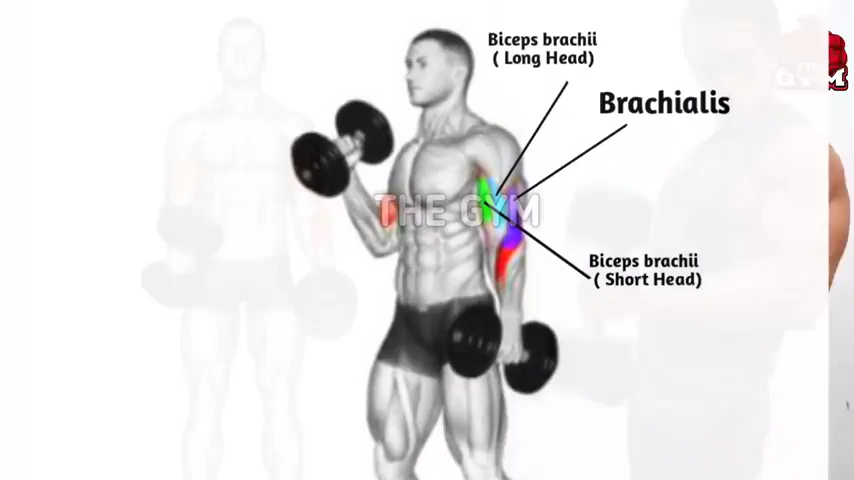 Biceps brachii
( Long Head)
Brachialis
THE GYM
Biceps brachii
( Short Head)